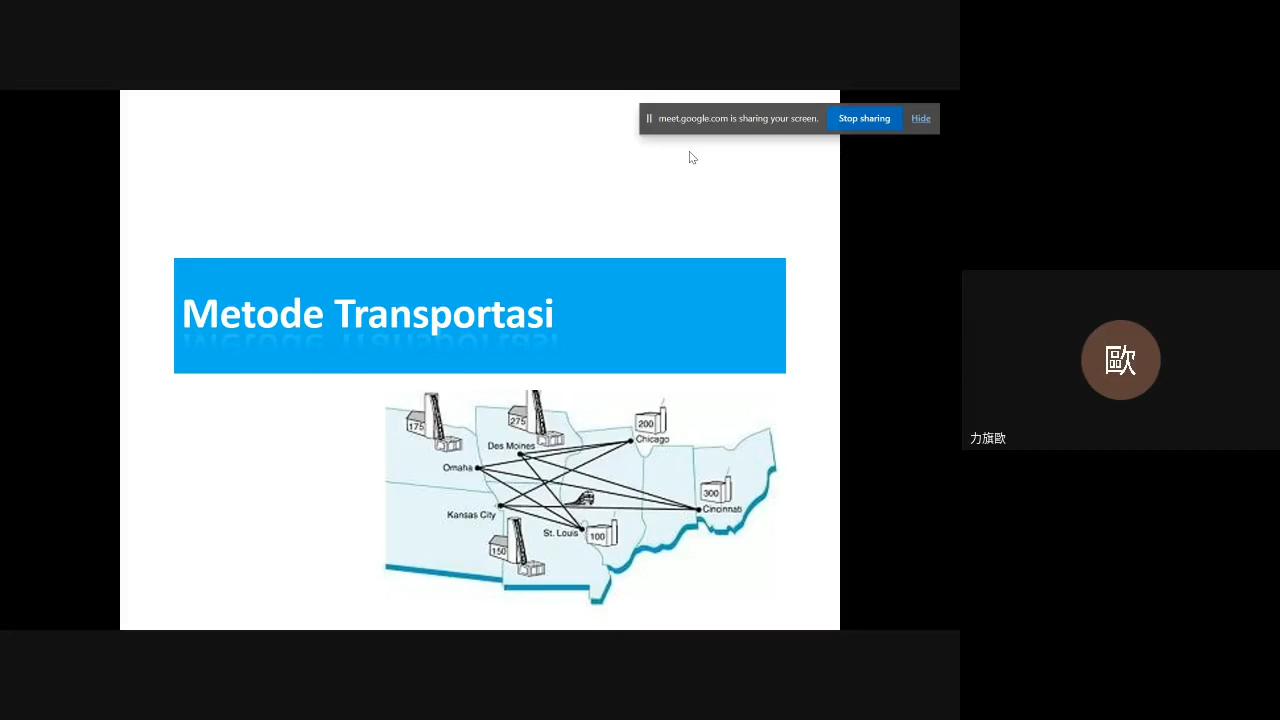 meet.google.com is sharing your screen. Stop sharing Hide
Metode Transportasi
175
275
200
Des Moines
Chicago
Omaha
300
Kansas City
Cincinnati
St. Louis
100
150
歐
力旗歐